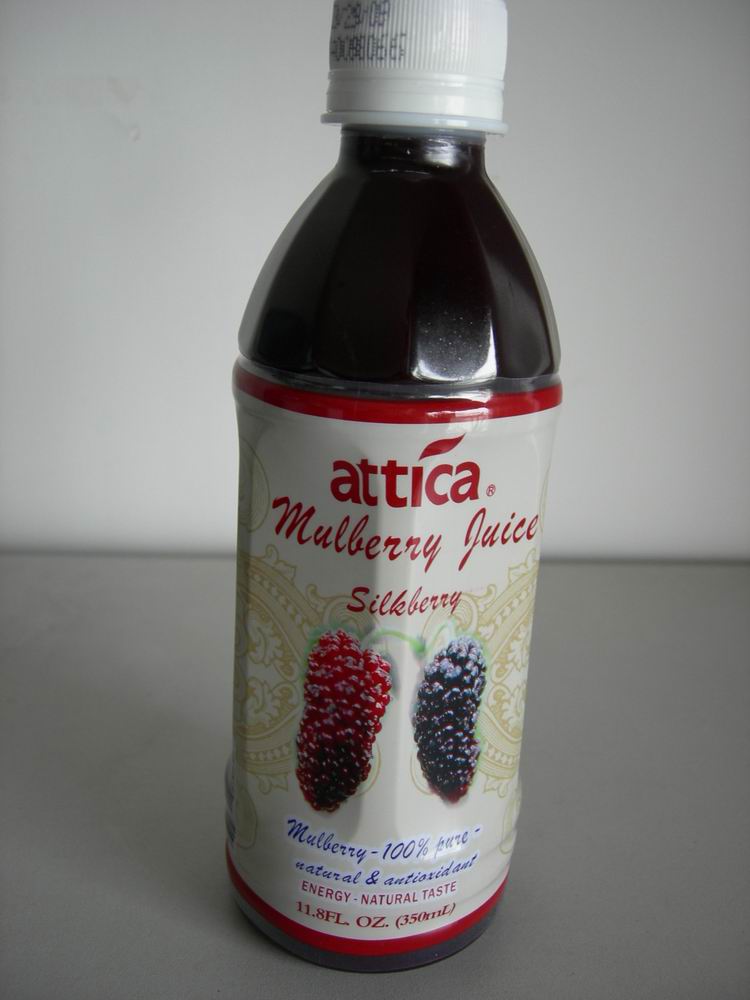 attica®
Mulberry Juice
Silkberry
Mulberry-100% pure-
natural & antioxidant
ENERGY-NATURAL TASTE
11.8FL. OZ. (350mL)